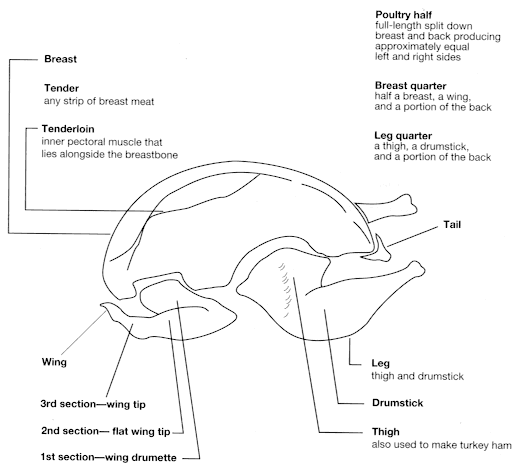 Poultry half
full-length split down
breast and back producing
approximately equal
left and right sides
Breast
Tender
any strip of breast meat
Breast quarter
half a breast, a wing,
and a portion of the back
Tenderloin
inner pectoral muscle that
lies alongside the breastbone
Leg quarter
a thigh, a drumstick,
and a portion of the back
Tail
Wing
Leg
thigh and drumstick
3rd section—wing tip
Drumstick
2nd section— flat wing tip
Thigh
also used to make turkey ham
1st section—wing drumette